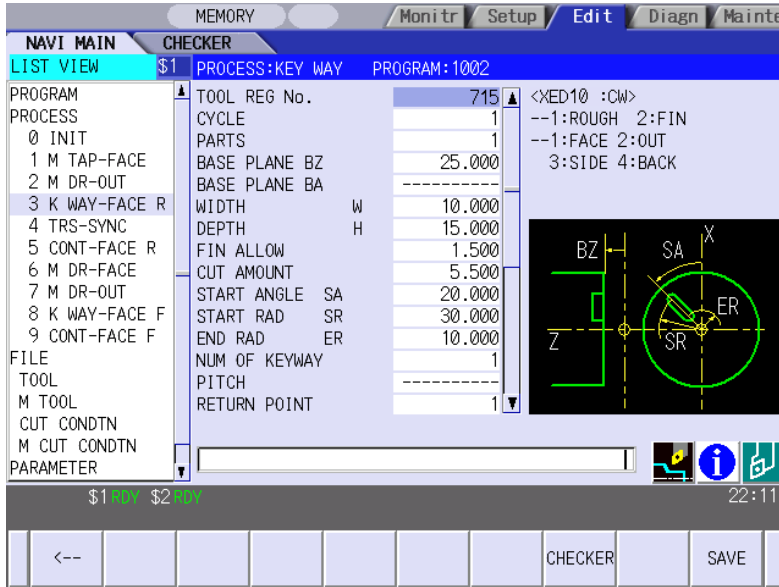 MEMORY
Monitr Setup Edit Diagn Mainte
NAVI MAIN CHECKER
LIST VIEW $1 PROCESS:KEY WAY PROGRAM:1002
PROGRAM
PROCESS
0 INIT
1 M TAP-FACE
2 M DR-OUT
3 K WAY-FACE R
4 TRS-SYNC
5 CONT-FACE R
6 M DR-FACE
7 M DR-OUT
8 K WAY-FACE F
9 CONT-FACE F
FILE
TOOL
M TOOL
CUT CONDTN
M CUT CONDTN
PARAMETER
TOOL REG No. 715
CYCLE 1
PARTS 1
BASE PLANE BZ 25.000
BASE PLANE BA ----------
WIDTH W 10.000
DEPTH H 15.000
FIN ALLOW 1.500
CUT AMOUNT 5.500
START ANGLE SA 20.000
START RAD SR 30.000
END RAD ER 10.000
NUM OF KEYWAY 1
PITCH ----------
RETURN POINT 1
<XED10 :CW>
--1:ROUGH 2:FIN
--1:FACE 2:OUT
3:SIDE 4:BACK
BZ SA X
ER
Z SR
$1 RDY $2 RDY 22:11
<-- CHECKER SAVE